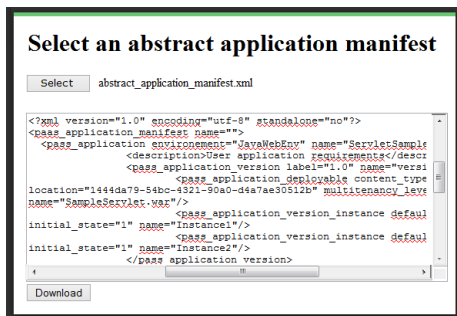 Select an abstract application manifest
Select abstract_application_manifest.xml
<?xml version="1.0" encoding="utf-8" standalone="no"?>
<paas_application_manifest name="">
<paas_application environement="JavaWebEnv" name="ServletSample
<description>User application requirements</descr
<paas_application_version label="1.0" name="versi
<paas_application_deployable content_type
location="1444da79-54bc-4321-90a0-d4a7ae30512b" multitenancy_leve
name="SampleServlet.war"/>
<paas_application_version_instance defaul
initial_state="1" name="Instance1"/>
<paas_application_version_instance defaul
initial_state="1" name="Instance2"/>
</paas_application_version>
Download